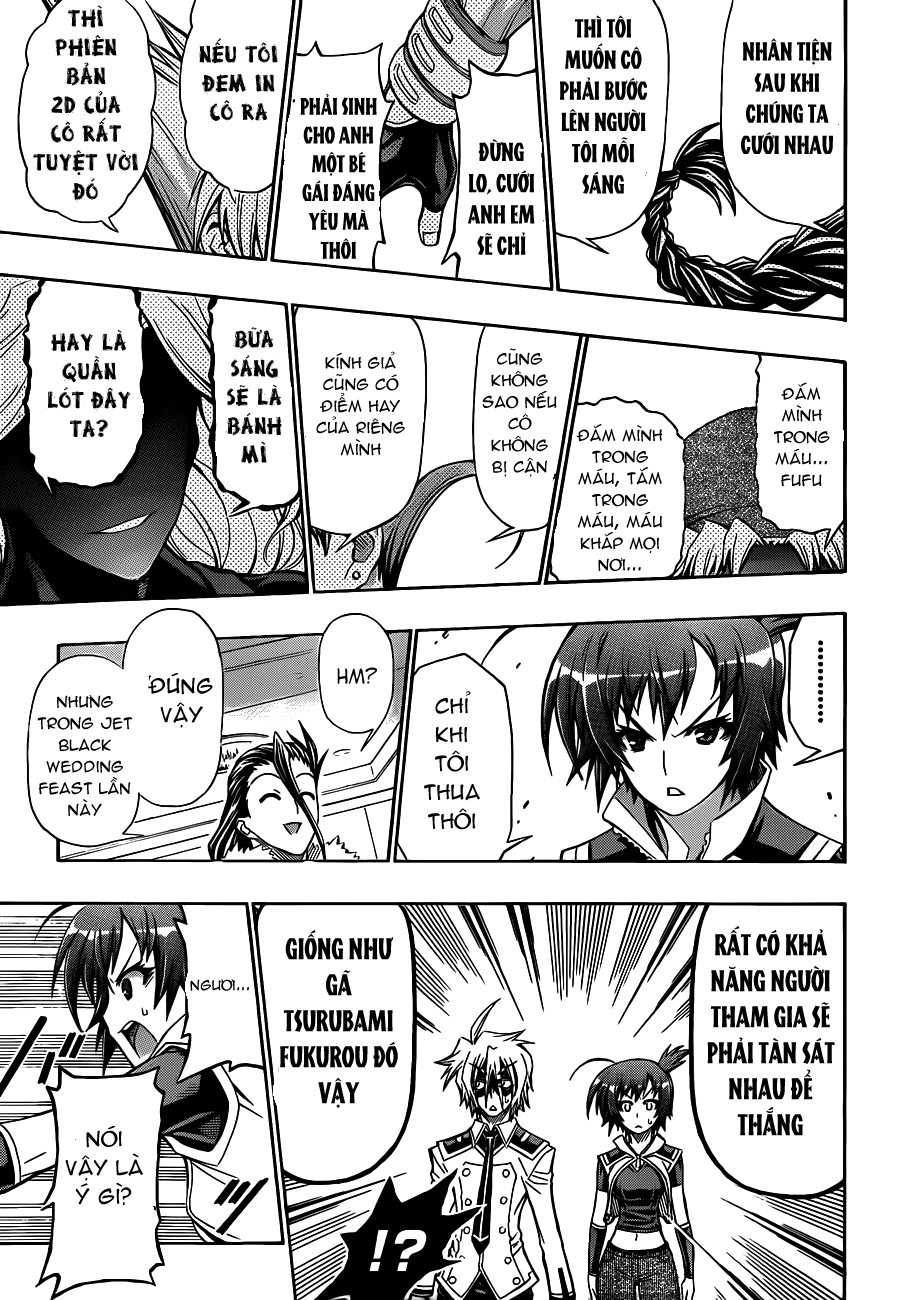 NHÂN TIỆN
SAU KHI
CHÚNG TA
CƯỚI NHAU
THÌ TÔI
MUỐN CÔ
PHẢI BƯỚC
LÊN NGƯỜI
TÔI MỖI
SÁNG
ĐỪNG
LO, CƯỚI
ANH EM
SẼ CHỈ
PHẢI SINH
CHO ANH
MỘT BÉ
GÁI ĐÁNG
YÊU MÀ
THÔI
NẾU TÔI
ĐEM IN
CÔ RA
THÌ
PHIÊN
BẢN
2D CỦA
CÔ RẤT
TUYỆT VỜI
ĐÓ
ĐẤM
MÌNH
TRONG
MÁU...
FUFU
ĐẤM MÌNH
TRONG
MÁU, TẮM
TRONG
MÁU, MÁU
KHẮP MỌI
NƠI...
CŨNG
KHÔNG
SAO NẾU
CÔ
KHÔNG
BỊ CẬN
KÍNH GIẢ
CŨNG CÓ
ĐIỂM HAY
CỦA RIÊNG
MÌNH
BỮA
SÁNG
SẼ LÀ
BÁNH
MÌ
HAY LÀ
QUẦN
LÓT ĐÂY
TA?
.........
CHỈ
KHI
TÔI
THUA
THÔI
HM?
ĐÚNG
VẬY
NHƯNG
TRONG JET
BLACK
WEDDING
FEAST LẦN
NÀY
RẤT CÓ KHẢ
NĂNG NGƯỜI
THAM GIA SẼ
PHẢI TÀN SÁT
NHAU ĐỂ
THẮNG
GIỐNG NHƯ
GÃ
TSURUBAMI
FUKUROU ĐÓ
VẬY
!?
NGƯƠI...
NÓI
VẬY LÀ
Ý GÌ?